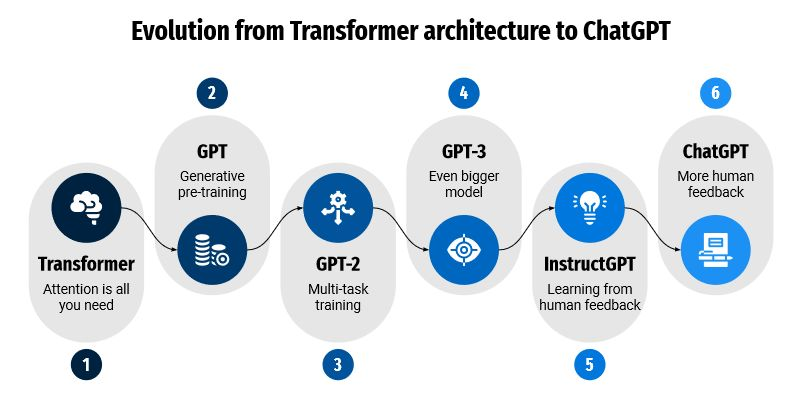 Evolution from Transformer architecture to ChatGPT
1
Transformer
Attention is all
you need
2
GPT
Generative
pre-training
3
GPT-2
Multi-task
training
4
GPT-3
Even bigger
model
5
InstructGPT
Learning from
human feedback
6
ChatGPT
More human
feedback